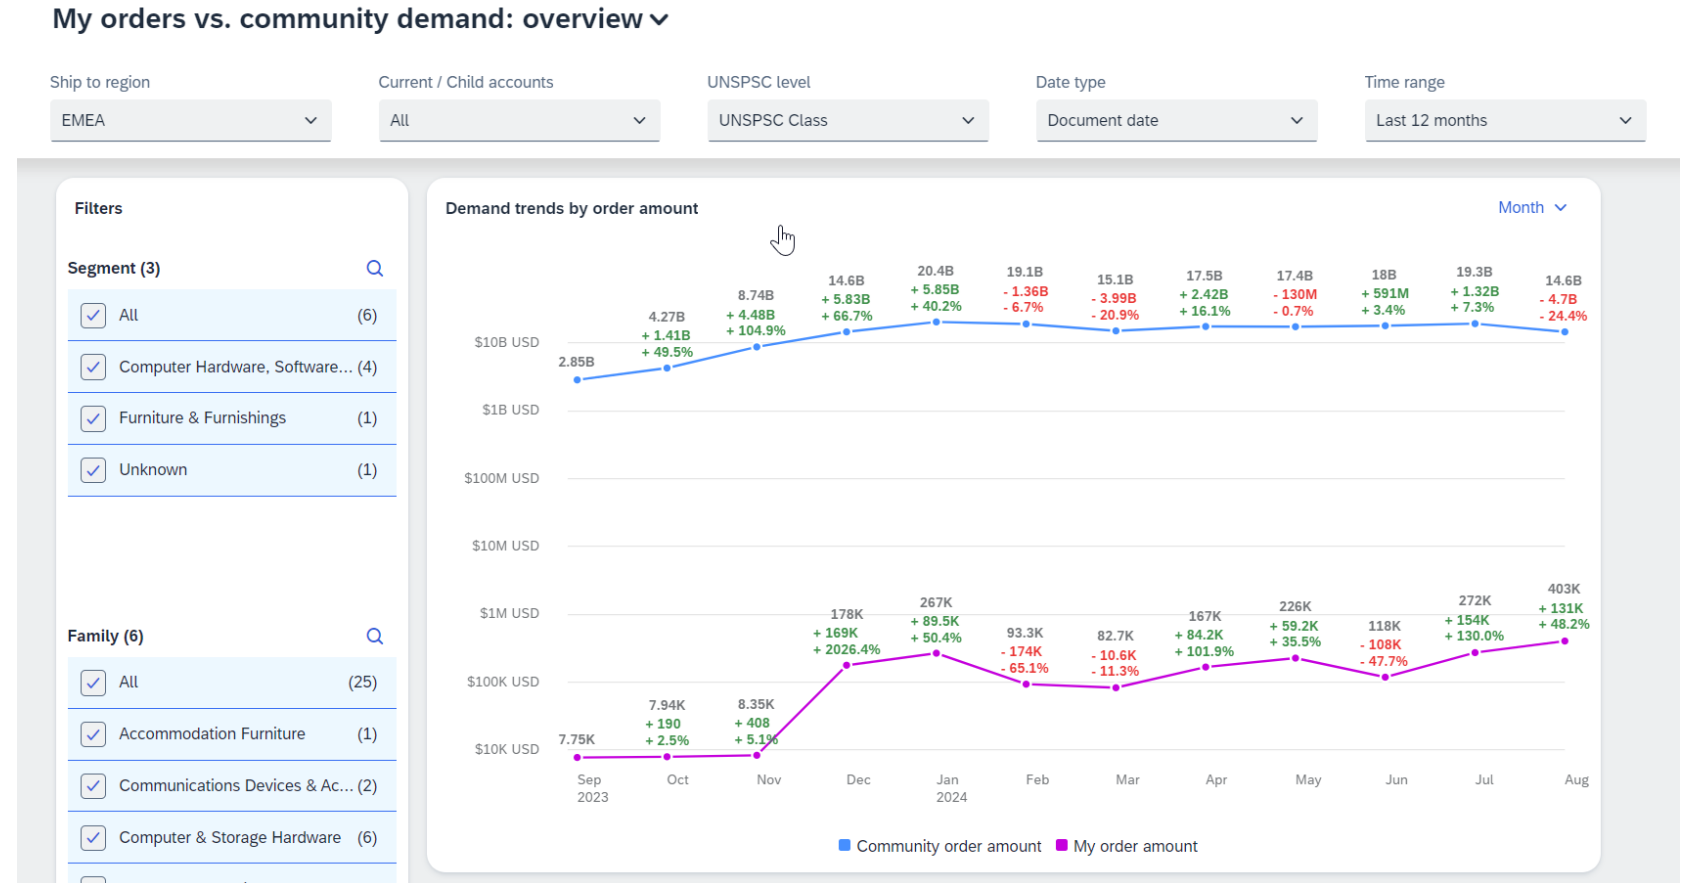 My orders vs. community demand: overview
Ship to region
Current / Child accounts
UNSPSC level
Date type
Time range
EMEA
All
UNSPSC Class
Document date
Last 12 months
Filters
Segment (3)
All (6)
Computer Hardware, Software... (4)
Furniture & Furnishings (1)
Unknown (1)
Family (6)
All (25)
Accommodation Furniture (1)
Communications Devices & Ac... (2)
Computer & Storage Hardware (6)
Demand trends by order amount
Month
$10B USD
$1B USD
$100M USD
$10M USD
$1M USD
$100K USD
$10K USD
2.85B
4.27B
+ 1.41B
+ 49.5%
8.74B
+ 4.48B
+ 104.9%
14.6B
+ 5.83B
+ 66.7%
20.4B
+ 5.85B
+ 40.2%
19.1B
- 1.36B
- 6.7%
15.1B
- 3.99B
- 20.9%
17.5B
+ 2.42B
+ 16.1%
17.4B
- 130M
- 0.7%
18B
+ 591M
+ 3.4%
19.3B
+ 1.32B
+ 7.3%
14.6B
- 4.7B
- 24.4%
7.75K
7.94K
+ 190
+ 2.5%
8.35K
+ 408
+ 5.1%
178K
+ 169K
+ 2026.4%
267K
+ 89.5K
+ 50.4%
93.3K
- 174K
- 65.1%
82.7K
- 10.6K
- 11.3%
167K
+ 84.2K
+ 101.9%
226K
+ 59.2K
+ 35.5%
118K
- 108K
- 47.7%
272K
+ 154K
+ 130.0%
403K
+ 131K
+ 48.2%
Sep Oct Nov Dec Jan Feb Mar Apr May Jun Jul Aug
2023 2024
Community order amount
My order amount